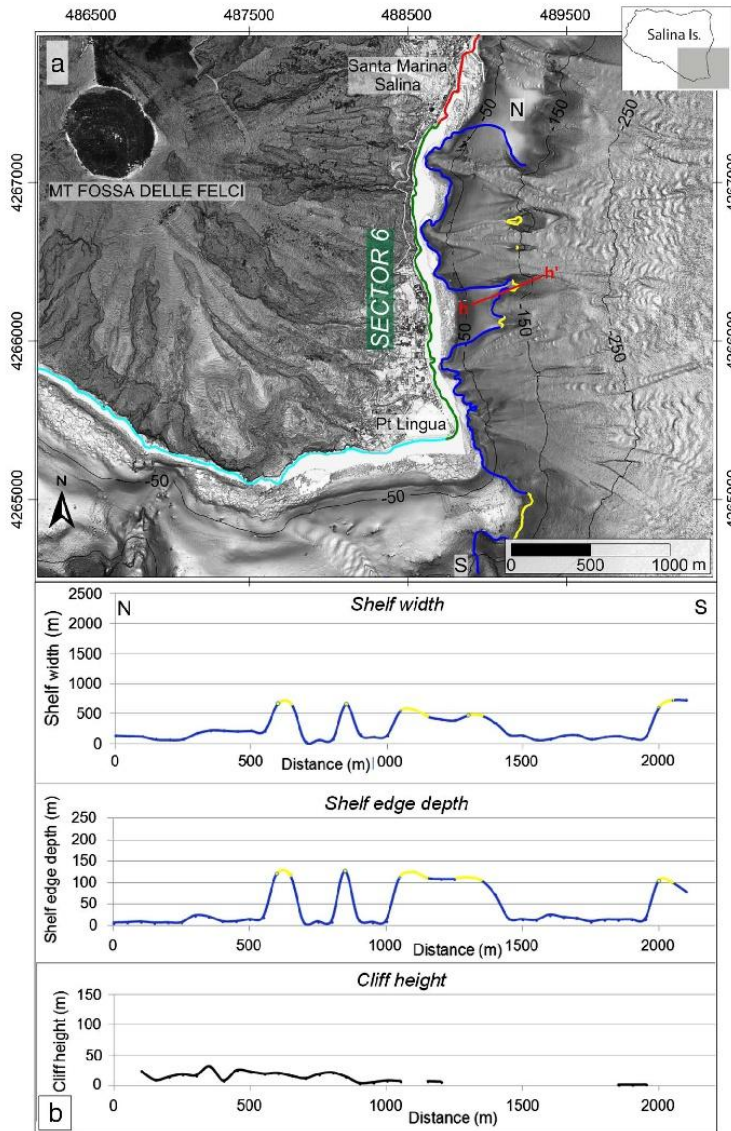 486500 487500 488500 489500
a
Santa Marina
Salina
Salina Is.
N
-50
-150
-250
4267000
4267000
MT FOSSA DELLE FELCI
SECTOR 6
h'
4266000
4266000
-150
-250
Pt Lingua
-50
-50
4265000
4265000
N
S
0 500 1000 m
N Shelf width S
Shelf width (m)
2500
2000
1500
1000
500
0
0 500 1000 1500 2000
Distance (m)
Shelf edge depth
Shelf edge depth (m)
250
200
150
100
50
0
0 500 1000 1500 2000
Distance (m)
Cliff height
Cliff height (m)
150
100
50
0
0 500 1000 1500 2000
Distance (m)
b